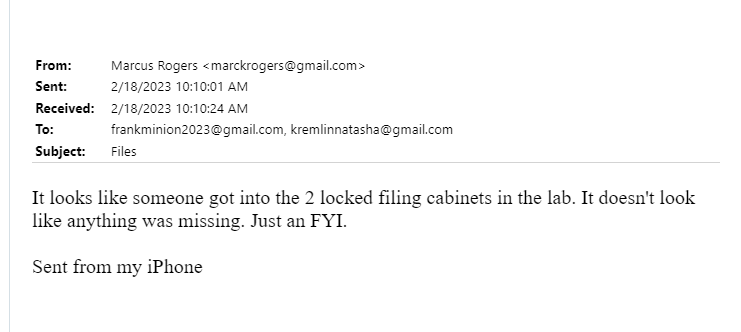 From: Marcus Rogers <marckrogers@gmail.com>
Sent: 2/18/2023 10:10:01 AM
Received: 2/18/2023 10:10:24 AM
To: frankminion2023@gmail.com, kremlinnatasha@gmail.com
Subject: Files
It looks like someone got into the 2 locked filing cabinets in the lab. It doesn't look
like anything was missing. Just an FYI.
Sent from my iPhone